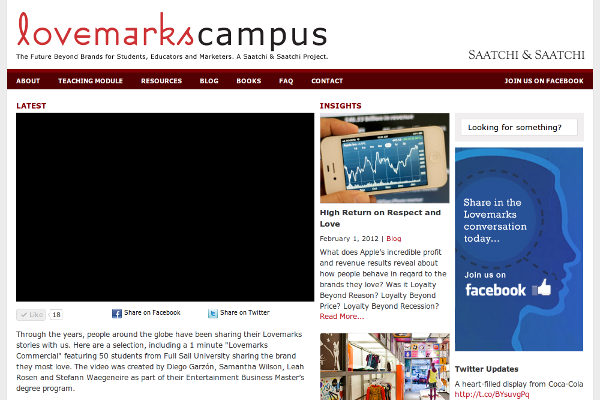 lovemarkscampus
The Future Beyond Brands for Students, Educators and Marketers. A Saatchi & Saatchi Project.
SAATCHI & SAATCHI
ABOUT TEACHING MODULE RESOURCES BLOG BOOKS FAQ CONTACT JOIN US ON FACEBOOK
LATEST
Like 18
Share on Facebook
Share on Twitter
Through the years, people around the globe have been sharing their Lovemarks
stories with us. Here are a selection, including a 1 minute "Lovemarks
Commercial" featuring 50 students from Full Sail University sharing the brand
they most love. The video was created by Diego Garzón, Samantha Wilson, Leah
Rosen and Stefann Waegeneire as part of their Entertainment Business Master's
degree program.
INSIGHTS
High Return on Respect and
Love
February 1, 2012 | Blog
What does Apple's incredible profit
and revenue results reveal about
how people behave in regard to the
brands they love? Was it Loyalty
Beyond Reason? Loyalty Beyond
Price? Loyalty Beyond Recession?
Read More...
Looking for something?
Share in the
Lovemarks
conversation
today...
Join us on
facebook
Twitter Updates
A heart-filled display from Coca-Cola
http://t.co/BYsuvgPq